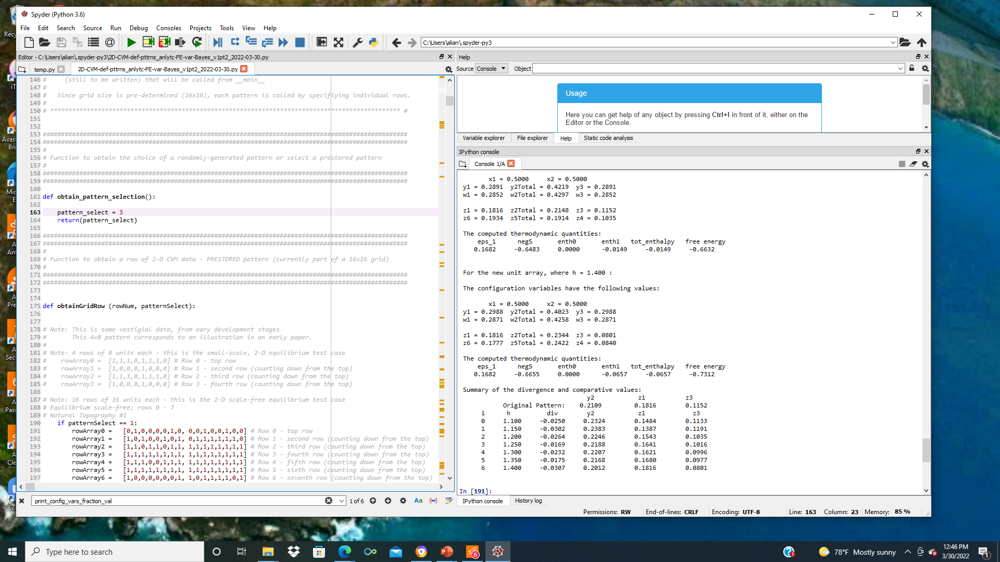 Spyder (Python 3.6)
File Edit Search Source Run Debug Consoles Projects Tools View Help
C:\Users\alian\.spyder-py3
Editor - C:\Users\alian\.spyder-py3\2D-CVM-def-pttrns_anlytc-FE-var-Bayes_v1pt2_2022-03-30.py
temp.py 2D-CVM-def-pttrns_anlytc-FE-var-Bayes_v1pt2_2022-03-30.py
146 # (still to be written) that will be called from __main__
147 #
148 # Since grid size is pre-determined (16x16), each pattern is called by specifiying individual rows.
149 #
150 # ************************************************************************************************ #
151
152
153 ####################################################################################################
154 ####################################################################################################
155 #
156 # Function to obtain the choice of a randomly-generated pattern or select a prestored pattern
157 #
158 ####################################################################################################
159 ####################################################################################################
160
161 def obtain_pattern_selection():
162
163 pattern_select = 3
164 return(pattern_select)
165
166 ####################################################################################################
167 ####################################################################################################
168 #
169 # Function to obtain a row of 2-D CVM data - PRESTORED pattern (currently part of a 16x16 grid)
170 #
171 ####################################################################################################
172 ####################################################################################################
173
174
175 def obtainGridRow (rowNum, patternSelect):
176
177
178 # Note: This is some vestigial data, from eary development stages
179 # This 4x8 pattern corresponds to an illustration in an early paper.
180 #
181 # Note: 4 rows of 8 units each - this is the small-scale, 2-D equilibrium test case
182 # rowArray0 = [1,1,1,0,1,1,1,0] # Row 0 - top row
183 # rowArray1 = [1,0,0,0,1,0,0,0] # Row 1 - second row (counting down from the top)
184 # rowArray2 = [1,1,1,0,1,1,1,0] # Row 2 - third row (counting down from the top)
185 # rowArray3 = [1,0,0,0,1,0,0,0] # Row 3 - fourth row (counting down from the top)
186
187 # Note: 16 rows of 16 units each - this is the 2-D scale-free equilibrium test case
188 # Equilibrium scale-free; rows 0 - 7
189 # Natural Topography #1
190 if patternSelect == 1:
191 rowArray0 = [0,1,0,0,0,0,1,0, 0,0,1,0,0,1,0,0] # Row 0 - top row
192 rowArray1 = [1,0,1,0,0,1,0,1, 0,1,1,1,1,1,1,0] # Row 1 - second row (counting down from the top)
193 rowArray2 = [1,1,0,1,1,0,1,1, 1,1,1,1,1,1,1,1] # Row 2 - third row (counting down from the top)
194 rowArray3 = [1,1,1,1,1,1,1,1, 1,1,1,1,1,1,1,1] # Row 3 - fourth row (counting down from the top)
195 rowArray4 = [1,1,1,0,0,1,1,1, 1,1,1,1,1,1,1,1] # Row 4 - fifth row (counting down from the top)
196 rowArray5 = [1,1,1,1,1,1,1,1, 1,1,1,1,1,1,1,1] # Row 5 - sixth row (counting down from the top)
197 rowArray6 = [1,0,0,0,0,0,0,1, 1,0,1,1,1,1,0,1] # Row 6 - seventh row (counting down from the top)
print_config_vars_fraction_val 1 of 6 Aa
Help
Source Console Object
Usage
Here you can get help of any object by pressing Ctrl+I in front of it, either on the
Editor or the Console.
Variable explorer File explorer Help Static code analysis
IPython console
Console 1/A
x1 = 0.5000 x2 = 0.5000
y1 = 0.2891 y2Total = 0.4219 y3 = 0.2891
w1 = 0.2852 w2Total = 0.4297 w3 = 0.2852
z1 = 0.1816 z2Total = 0.2148 z3 = 0.1152
z6 = 0.1934 z5Total = 0.1914 z4 = 0.1035
The computed thermodynamic quantities:
eps_1 negS enth0 enth1 tot_enthalpy free energy
0.1682 -0.6483 0.0000 -0.0149 -0.0149 -0.6632
For the new unit array, where h = 1.400 :
The configuration variables have the following values:
x1 = 0.5000 x2 = 0.5000
y1 = 0.2988 y2Total = 0.4023 y3 = 0.2988
w1 = 0.2871 w2Total = 0.4258 w3 = 0.2871
z1 = 0.1816 z2Total = 0.2344 z3 = 0.0801
z6 = 0.1777 z5Total = 0.2422 z4 = 0.0840
The computed thermodynamic quantities:
eps_1 negS enth0 enth1 tot_enthalpy free energy
0.1682 -0.6655 0.0000 -0.0657 -0.0657 -0.7312
Summary of the divergence and comparative values:
y2 z1 z3
Original Pattern: 0.2109 0.1816 0.1152
i h div y2 z1 z3
0 1.100 -0.0250 0.2324 0.1484 0.1133
1 1.150 -0.0302 0.2383 0.1387 0.1191
2 1.200 -0.0264 0.2246 0.1543 0.1035
3 1.250 -0.0169 0.2188 0.1641 0.1016
4 1.300 -0.0232 0.2207 0.1621 0.0996
5 1.350 -0.0175 0.2168 0.1680 0.0977
6 1.400 -0.0307 0.2012 0.1816 0.0801
In [191]:
IPython console History log
Permissions: RW End-of-lines: CRLF Encoding: UTF-8 Line: 163 Column: 23 Memory: 85 %
Type here to search
6
78°F Mostly sunny
12:46 PM
3/30/2022
1